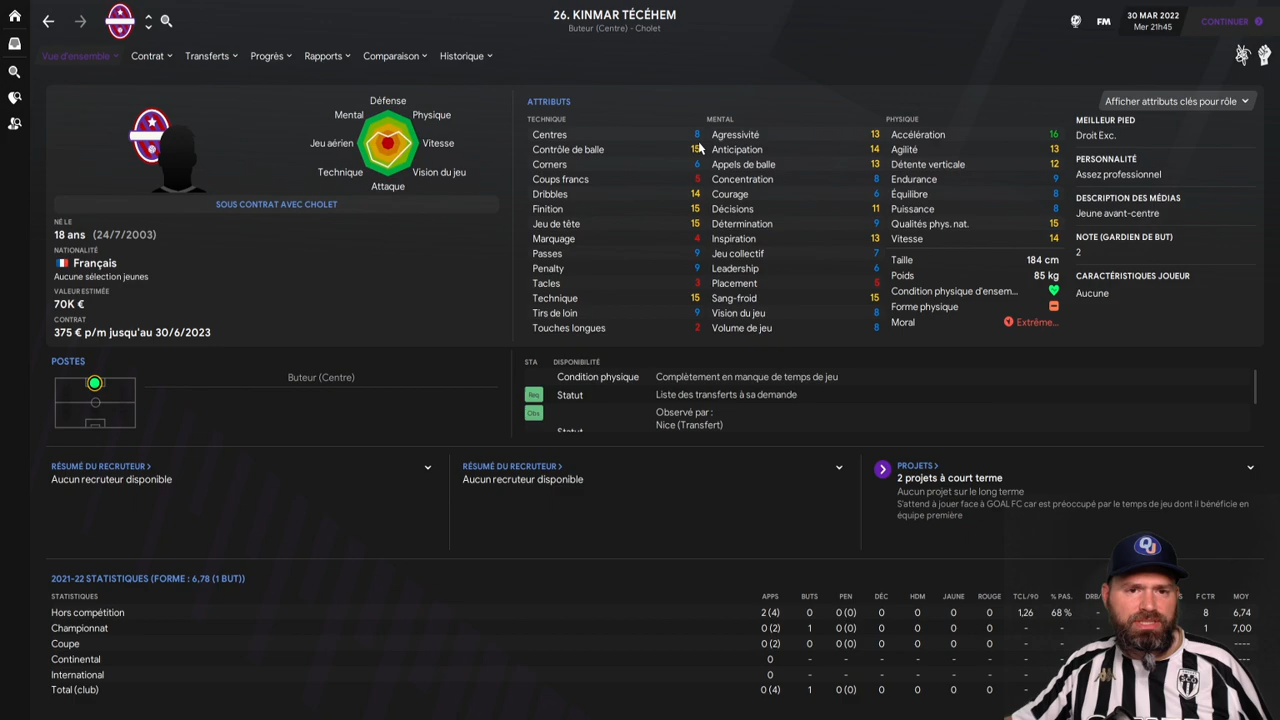 26. KINMAR TÉCÉHEM
Buteur (Centre) - Cholet
FM
30 MAR 2022
Mer 21h45
CONTINUER
Vue d'ensemble
Contrat
Transferts
Progrès
Rapports
Comparaison
Historique
Défense
Mental
Physique
Jeu aérien
Vitesse
Technique
Vision du jeu
Attaque
SOUS CONTRAT AVEC CHOLET
NÉ LE
18 ans (24/7/2003)
NATIONALITÉ
Français
Aucune sélection jeunes
VALEUR ESTIMÉE
70K €
CONTRAT
375 € p/m jusqu'au 30/6/2023
ATTRIBUTS
Afficher attributs clés pour rôle
TECHNIQUE
Centres 8
Contrôle de balle 15
Corners 6
Coups francs 5
Dribbles 14
Finition 15
Jeu de tête 15
Marquage 4
Passes 9
Penalty 9
Tacles 3
Technique 15
Tirs de loin 9
Touches longues 2
MENTAL
Agressivité 13
Anticipation 14
Appels de balle 13
Concentration 8
Courage 6
Décisions 11
Détermination 9
Inspiration 13
Jeu collectif 7
Leadership 6
Placement 5
Sang-froid 15
Vision du jeu 8
Volume de jeu 8
PHYSIQUE
Accélération 16
Agilité 13
Détente verticale 12
Endurance 9
Équilibre 8
Puissance 8
Qualités phys. nat. 15
Vitesse 14
Taille 184 cm
Poids 85 kg
Condition physique d'ensem...
Forme physique
Moral Extrême...
MEILLEUR PIED
Droit Exc.
PERSONNALITÉ
Assez professionnel
DESCRIPTION DES MÉDIAS
Jeune avant-centre
NOTE (GARDIEN DE BUT)
2
CARACTÉRISTIQUES JOUEUR
Aucune
POSTES
Buteur (Centre)
STA DISPONIBILITÉ
Condition physique Complètement en manque de temps de jeu
Req Statut Liste des transferts à sa demande
Obs Observé par :
Statut Nice (Transfert)
RÉSUMÉ DU RECRUTEUR >
Aucun recruteur disponible
RÉSUMÉ DU RECRUTEUR >
Aucun recruteur disponible
PROJETS >
2 projets à court terme
Aucun projet sur le long terme
S'attend à jouer face à GOAL FC car est préoccupé par le temps de jeu dont il bénéficie en
équipe première
2021-22 STATISTIQUES (FORME : 6,78 (1 BUT))
STATISTIQUES APPS BUTS PEN DÉC HDM JAUNE ROUGE TCL/90 % PAS. DRB/ F CTR MOY
Hors compétition 2 (4) 0 0 (0) 0 0 0 0 1,26 68 % - 8 6,74
Championnat 0 (2) 1 0 (0) 0 0 0 0 - - - 1 7,00
Coupe 0 (2) 0 0 (0) 0 0 0 0 - - - - ----
Continental 0 - - - - - - - - - - ----
International 0 - - - - - - - - - -
Total (club) 0 (4) 1 0 (0) 0 0 0 0 - - -